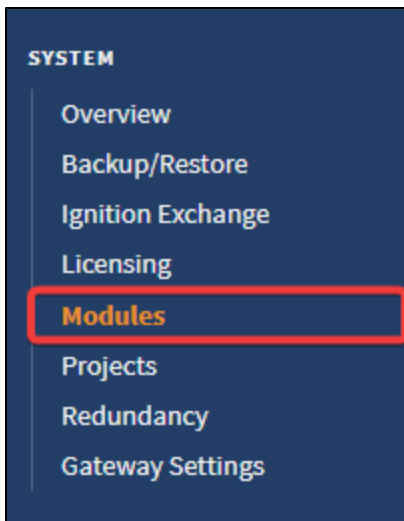 SYSTEM
Overview
Backup/Restore
Ignition Exchange
Licensing
Modules
Projects
Redundancy
Gateway Settings